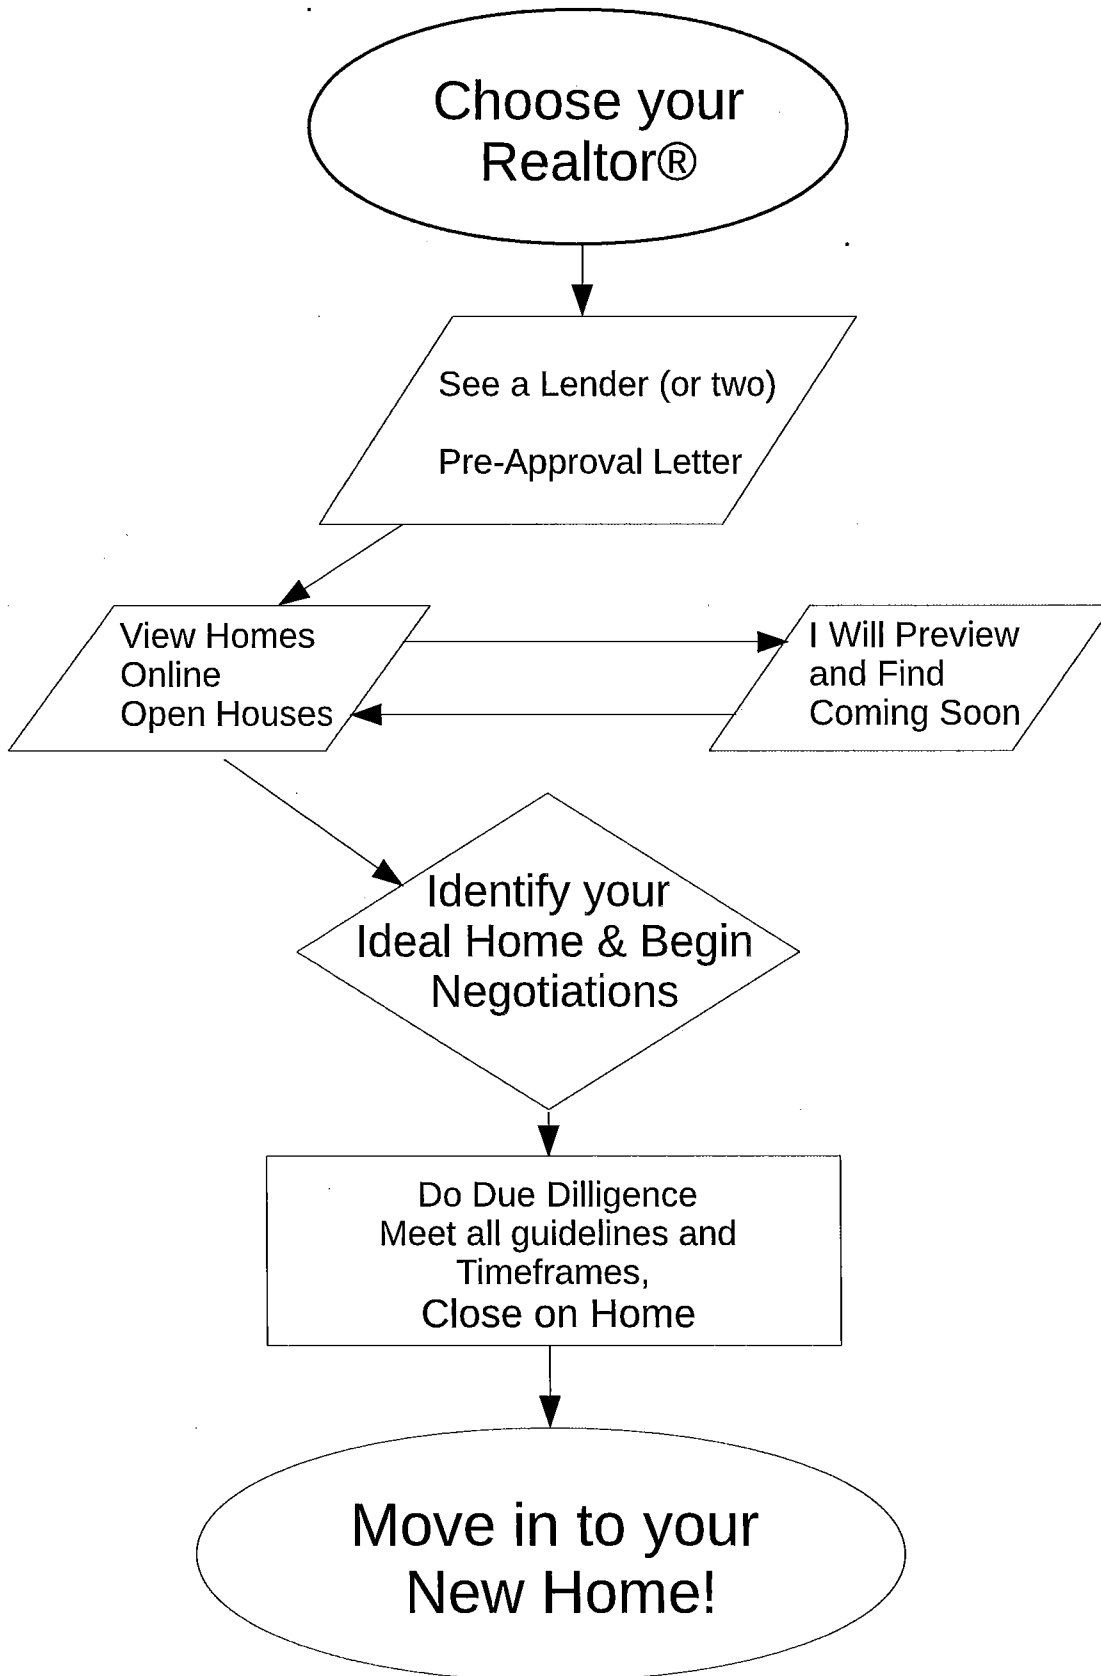 Choose your
Realtor®
See a Lender (or two)
Pre-Approval Letter
View Homes
Online
Open Houses
I Will Preview
and Find
Coming Soon
Identify your
Ideal Home & Begin
Negotiations
Do Due Dilligence
Meet all guidelines and
Timeframes,
Close on Home
Move in to your
New Home!